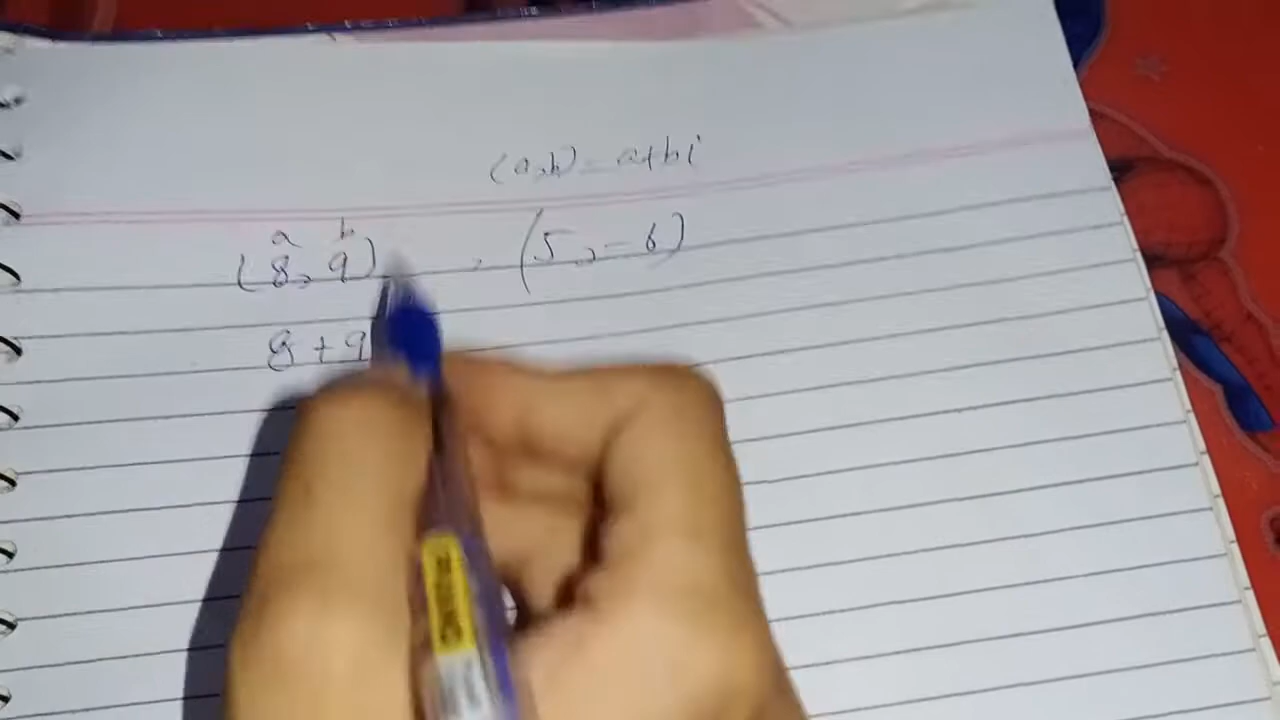 (a,b) = a+bi
a b
(8, 9) , (5, -6)
8 + 9